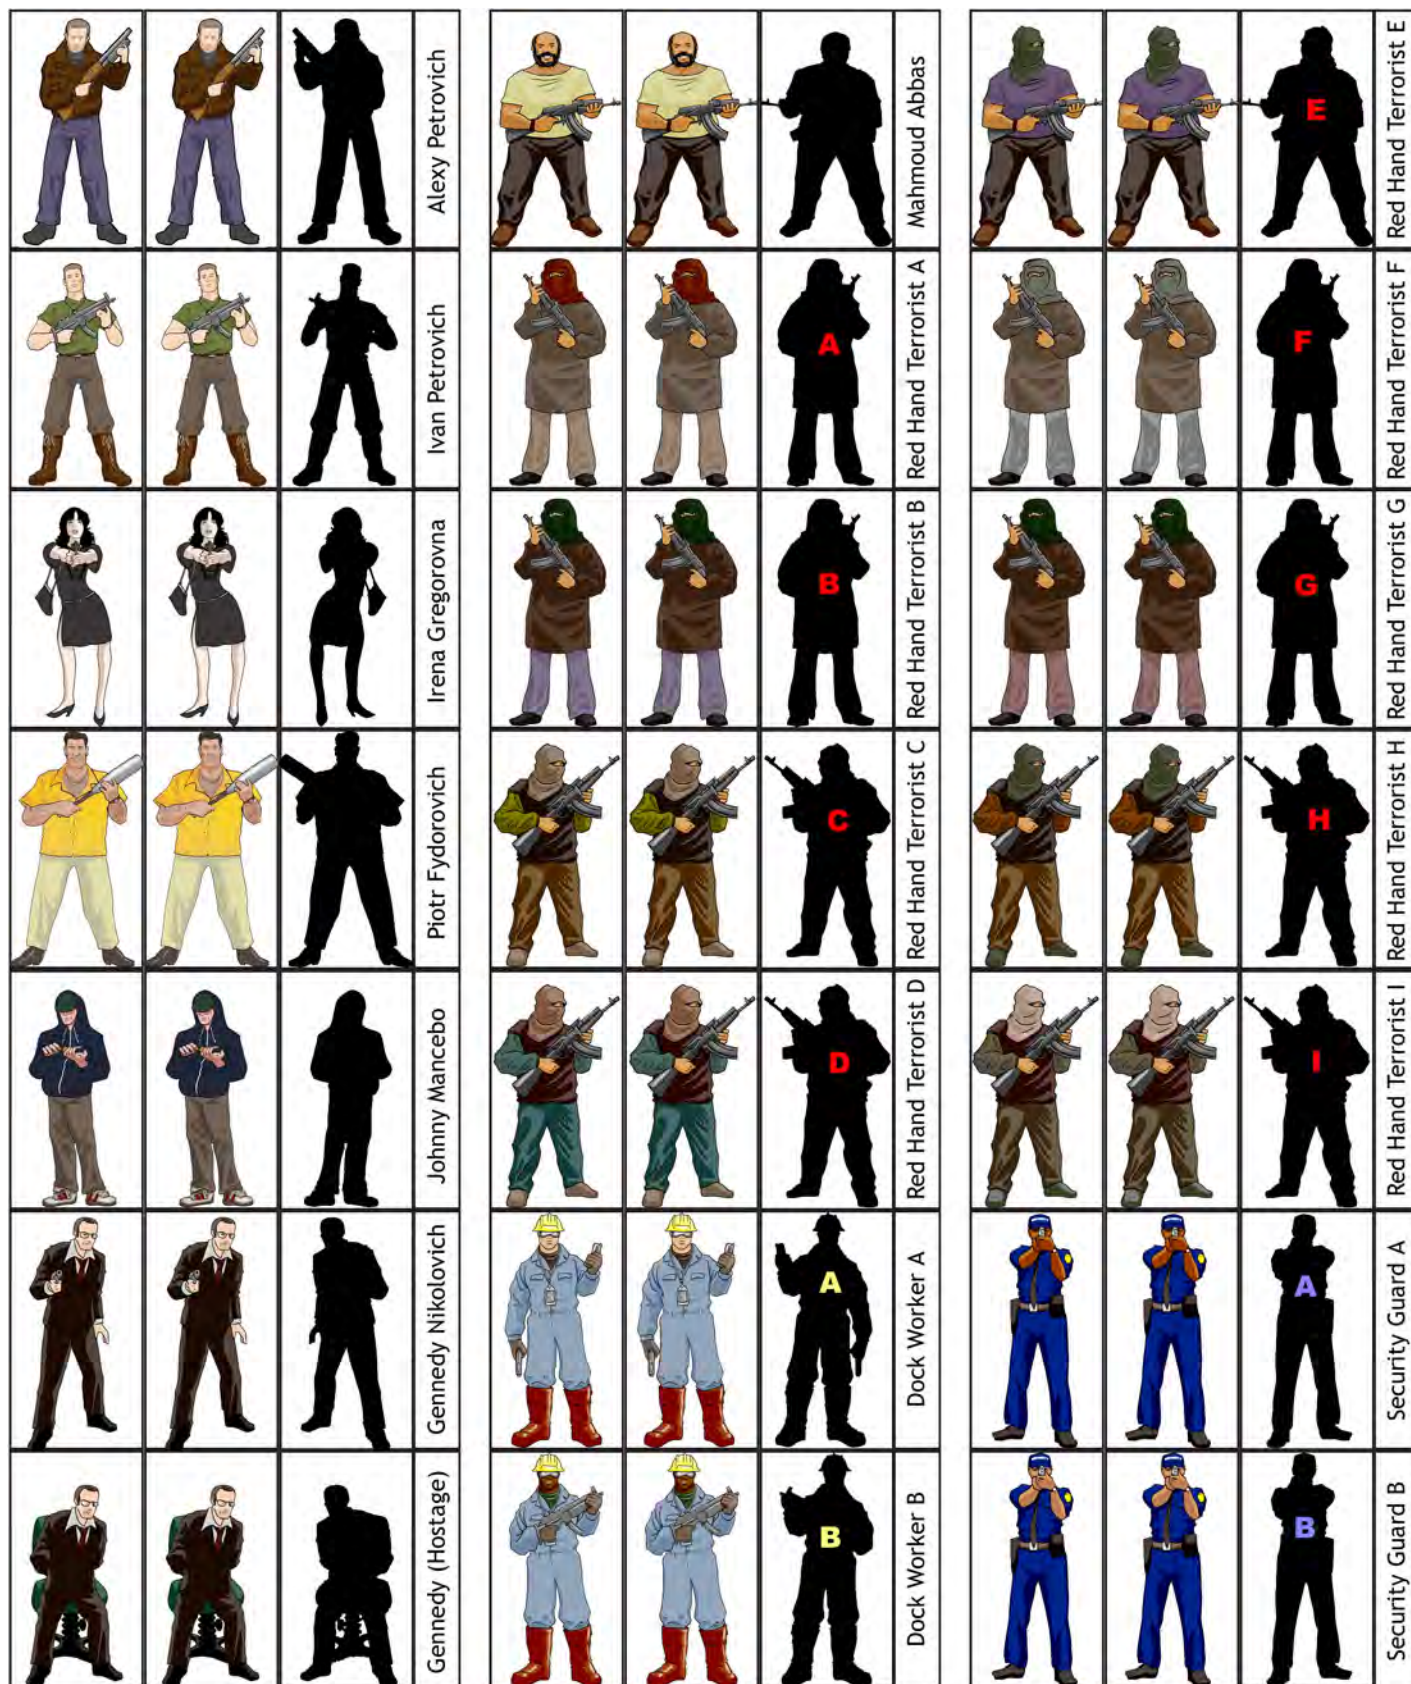 Alexy Petrovich
Ivan Petrovich
Irena Gregorovna
Piotr Fydorovich
Johnny Mancebo
Gennedy Nikolovich
Gennedy (Hostage)
Mahmoud Abbas
A
Red Hand Terrorist A
B
Red Hand Terrorist B
C
Red Hand Terrorist C
D
Red Hand Terrorist D
A
Dock Worker A
B
Dock Worker B
E
Red Hand Terrorist E
F
Red Hand Terrorist F
G
Red Hand Terrorist G
H
Red Hand Terrorist H
I
Red Hand Terrorist I
A
Security Guard A
B
Security Guard B